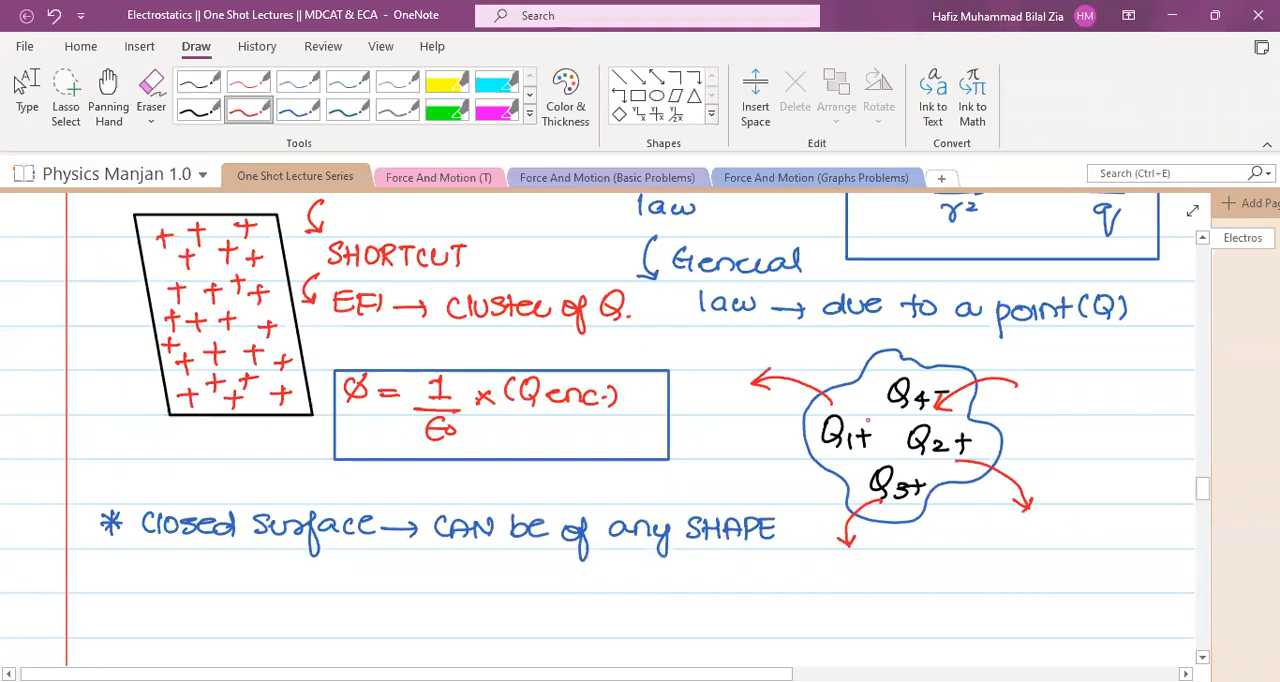 Electrostatics || One Shot Lectures || MDCAT & ECA - OneNote
Search
Hafiz Muhammad Bilal Zia HM
File Home Insert Draw History Review View Help
Type
Lasso Select
Panning Hand
Eraser
Color & Thickness
Insert Space
Delete
Arrange
Rotate
Ink to Text
Ink to Math
Tools
Shapes
Edit
Convert
Physics Manjan 1.0
One Shot Lecture Series
Force And Motion (T)
Force And Motion (Basic Problems)
Force And Motion (Graphs Problems)
Search (Ctrl+E)
Add Pag
Electros
law
r²
q
SHORTCUT
General
EFI → cluster of Q.
law → due to a point (Q)
Ø = 1/ε₀ × (Qenc.)
Q4-
Q1+ Q2+
Q3+
* Closed surface → CAN be of any SHAPE